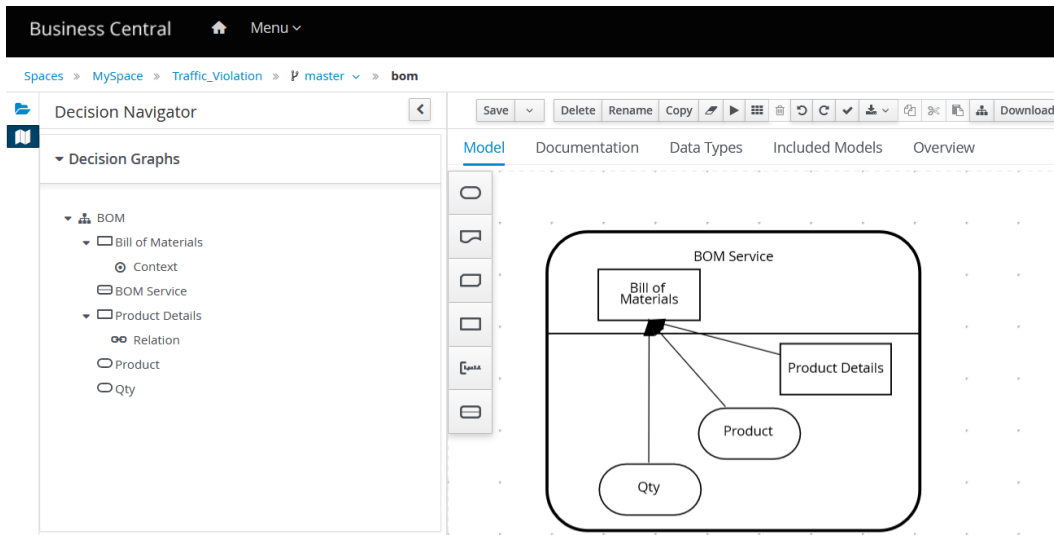 Business Central Menu
Spaces » MySpace » Traffic_Violation » master » bom
Decision Navigator
Save Delete Rename Copy Download
Model Documentation Data Types Included Models Overview
Decision Graphs
BOM
Bill of Materials
Context
BOM Service
Product Details
Relation
Product
Qty
BOM Service
Bill of
Materials
Product Details
Product
Qty